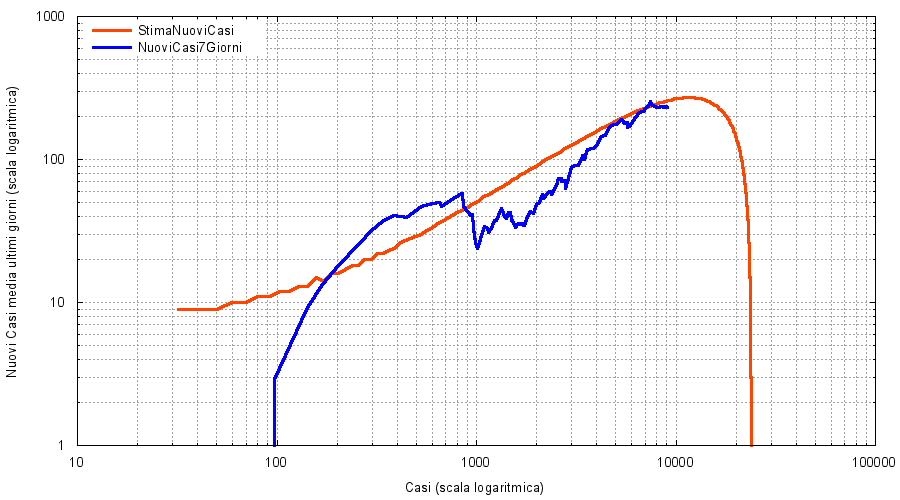 1000
StimaNuoviCasi
NuoviCasi7Giorni
100
10
1
Nuovi Casi media ultimi giorni (scala logaritmica)
10 100 1000 10000 100000
Casi (scala logaritmica)